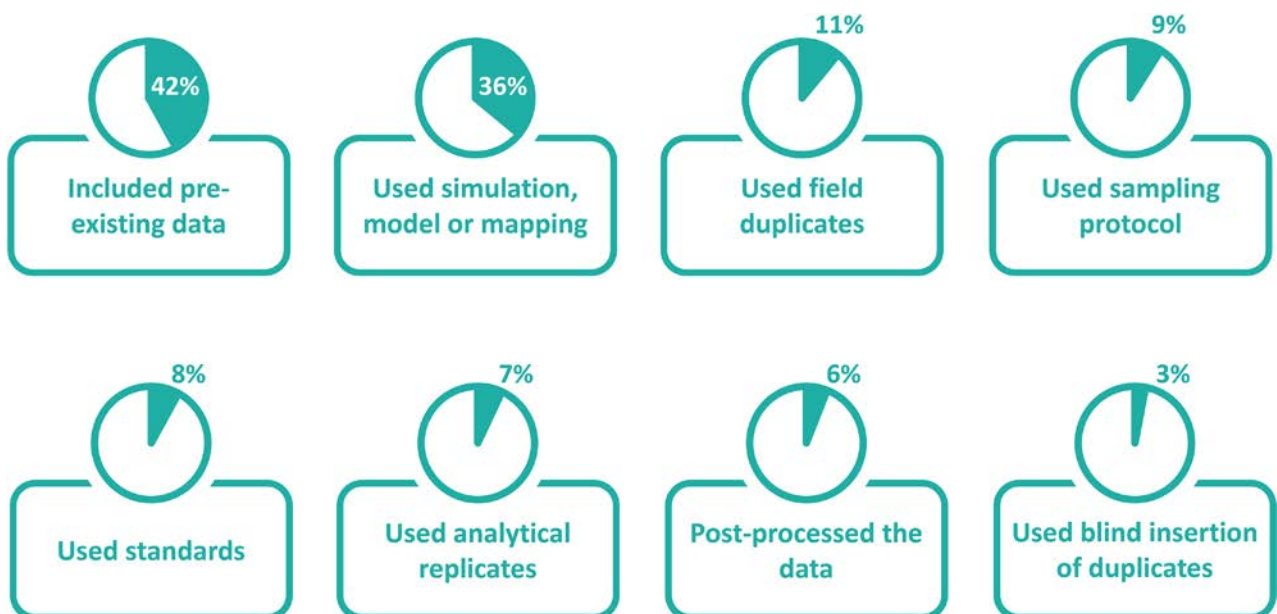 42%
36%
11%
9%
Included pre-
existing data
Used simulation,
model or mapping
Used field
duplicates
Used sampling
protocol
8%
7%
6%
3%
Used standards
Used analytical
replicates
Post-processed the
data
Used blind insertion
of duplicates